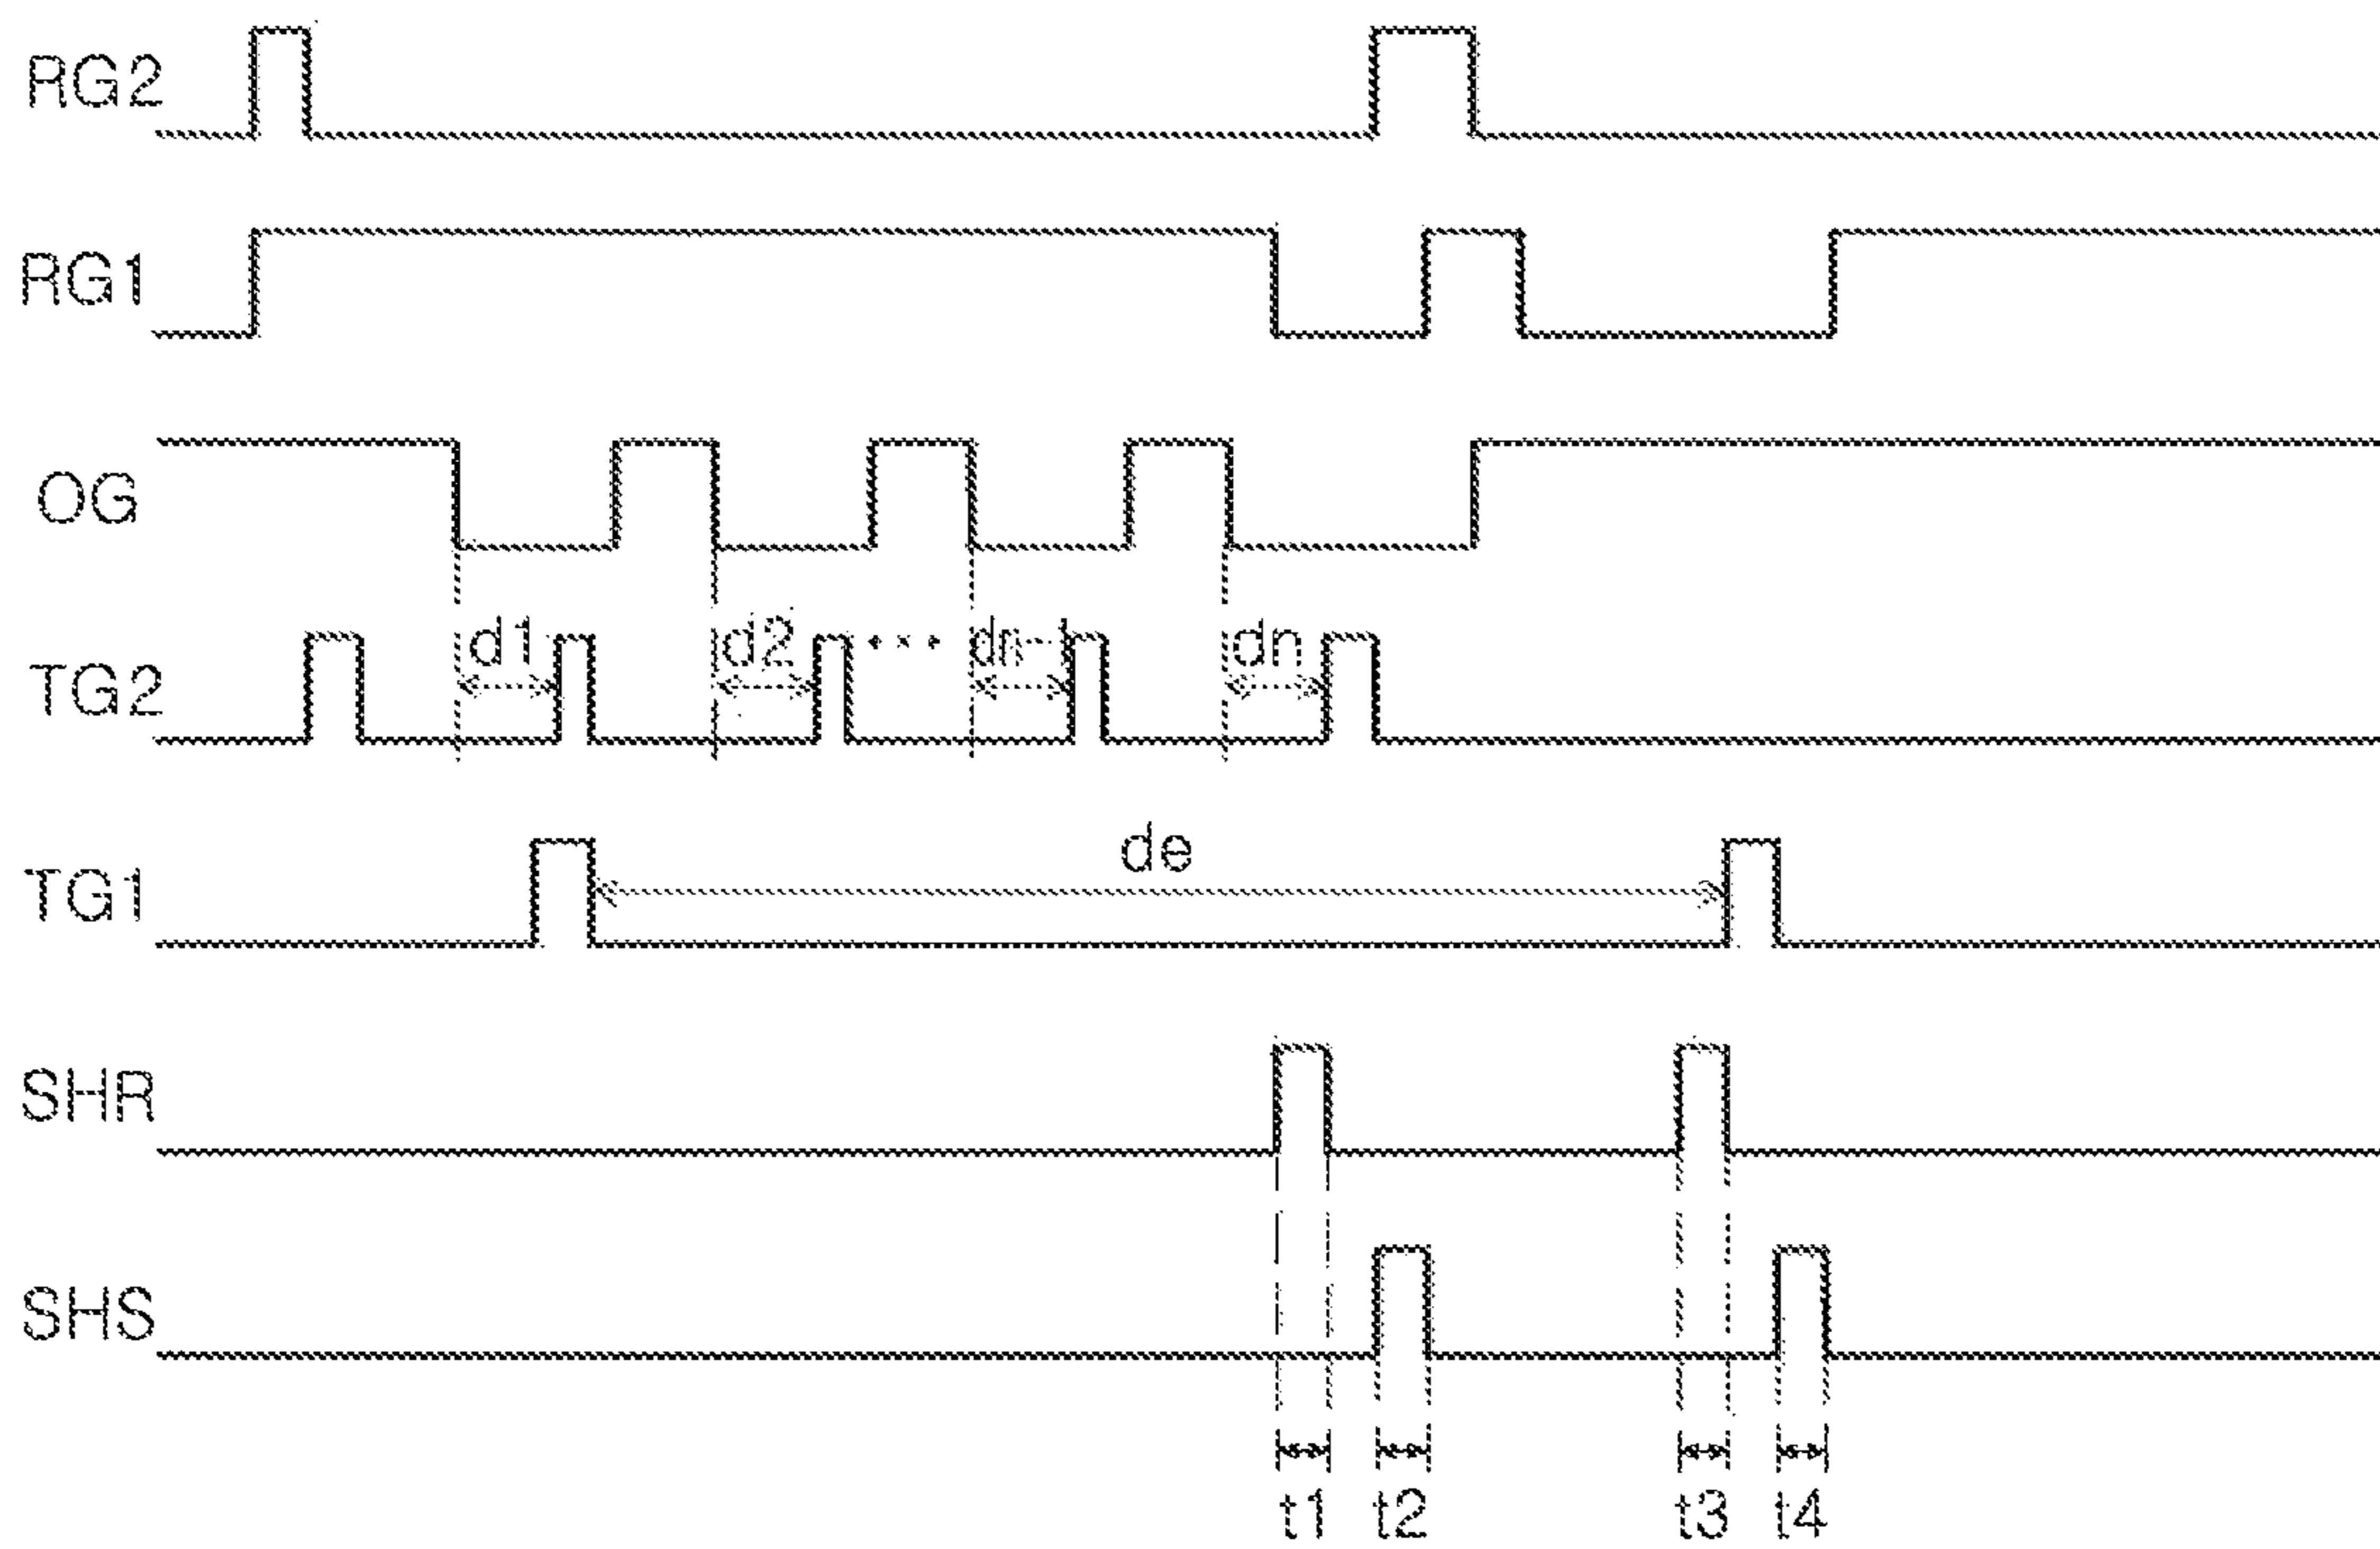 RG2
RG1
OG
d1 d2 ... dn-1 dn
TG2
de
TG1
SHR
SHS
t1 t2 t3 t4